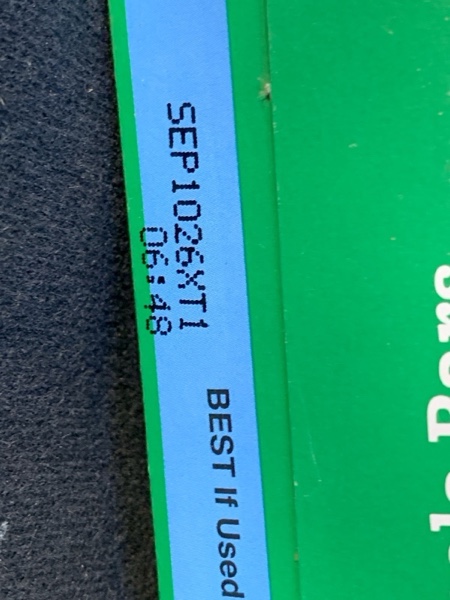 SEP1026XT1
06:48
BEST If Used